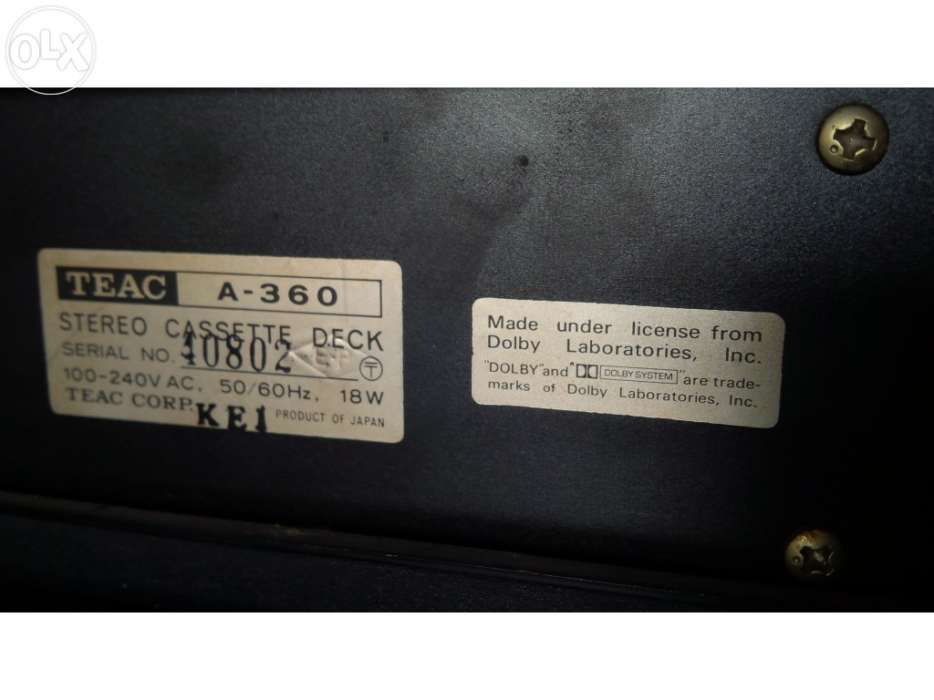 OLX
TEAC A-360
STEREO CASSETTE DECK
SERIAL NO. 40802
100-240V AC, 50/60Hz, 18W
TEAC CORP. KE1 PRODUCT OF JAPAN
Made under license from
Dolby Laboratories, Inc.
"DOLBY" and "DOLBY SYSTEM" are trade-
marks of Dolby Laboratories, Inc.